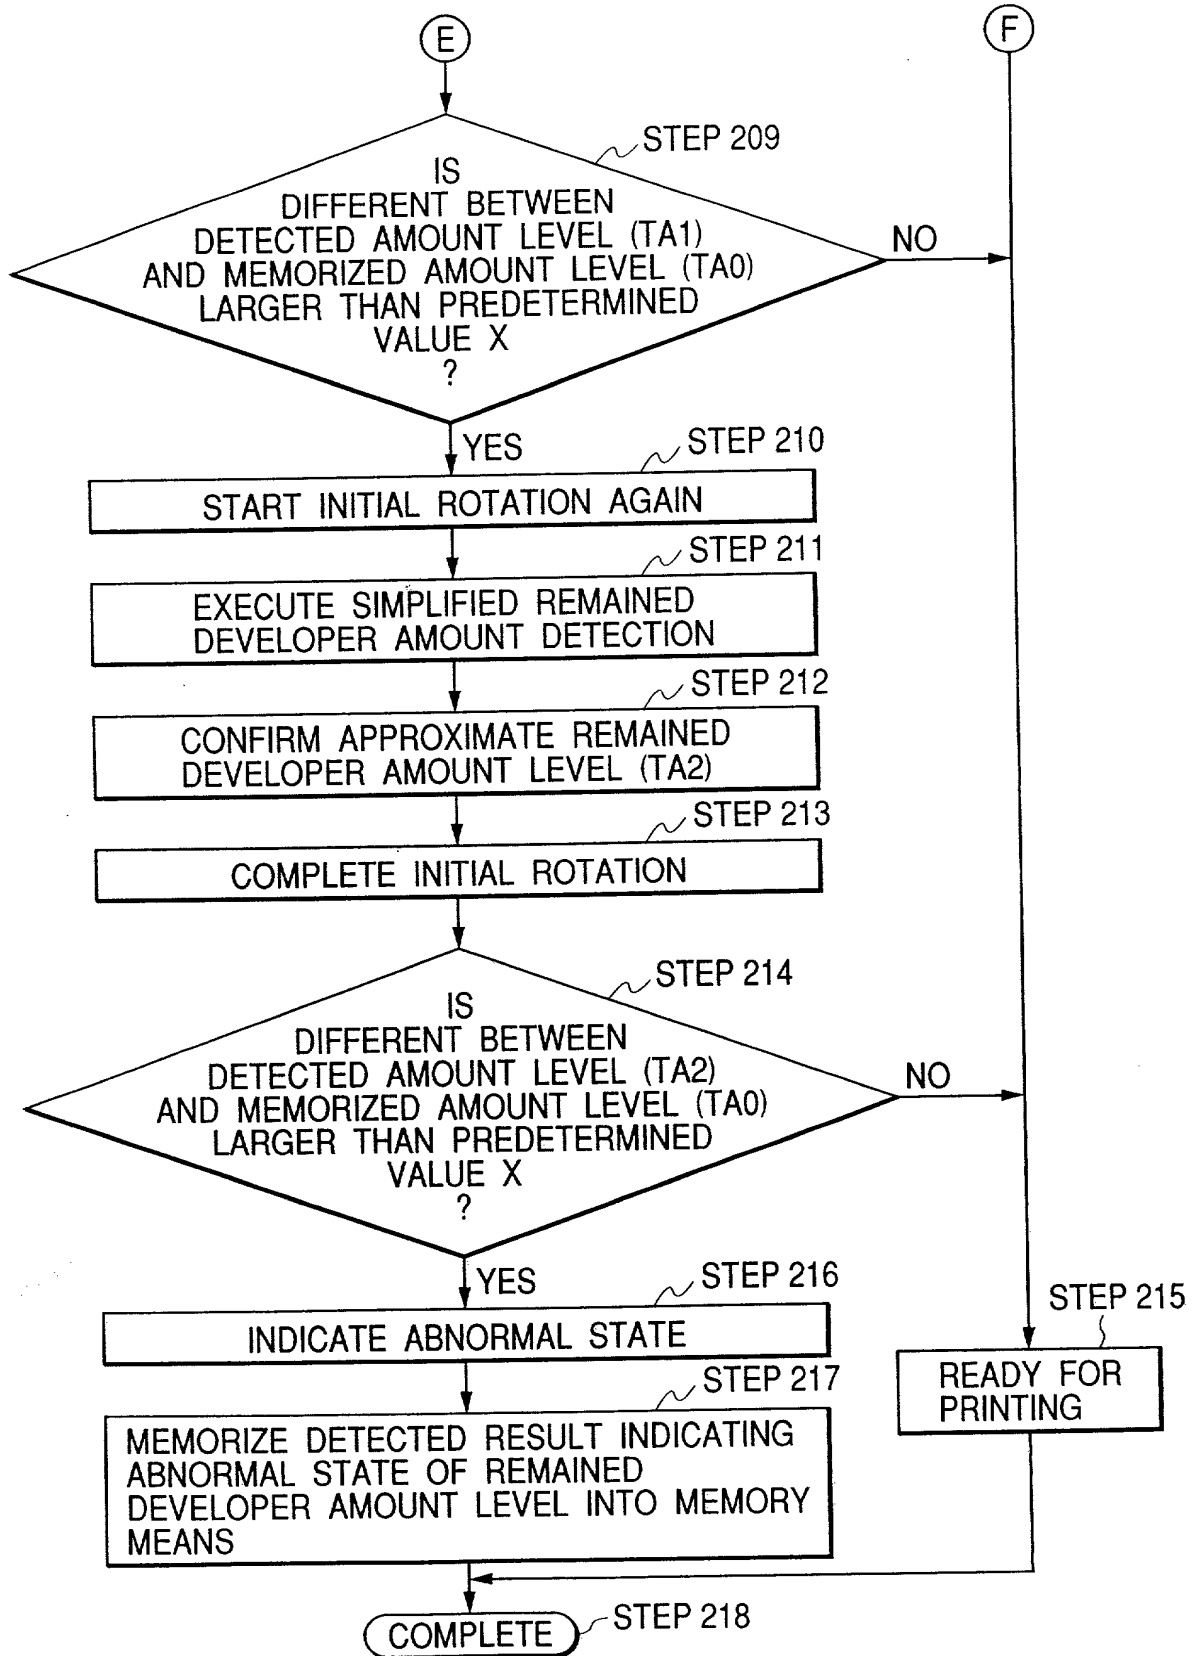 E
F
STEP 209
IS
DIFFERENT BETWEEN
DETECTED AMOUNT LEVEL (TA1)
AND MEMORIZED AMOUNT LEVEL (TA0)
LARGER THAN PREDETERMINED
VALUE X
?
NO
YES
STEP 210
START INITIAL ROTATION AGAIN
STEP 211
EXECUTE SIMPLIFIED REMAINED
DEVELOPER AMOUNT DETECTION
STEP 212
CONFIRM APPROXIMATE REMAINED
DEVELOPER AMOUNT LEVEL (TA2)
STEP 213
COMPLETE INITIAL ROTATION
STEP 214
IS
DIFFERENT BETWEEN
DETECTED AMOUNT LEVEL (TA2)
AND MEMORIZED AMOUNT LEVEL (TA0)
LARGER THAN PREDETERMINED
VALUE X
?
NO
YES
STEP 216
INDICATE ABNORMAL STATE
STEP 215
READY FOR
PRINTING
STEP 217
MEMORIZE DETECTED RESULT INDICATING
ABNORMAL STATE OF REMAINED
DEVELOPER AMOUNT LEVEL INTO MEMORY
MEANS
STEP 218
COMPLETE